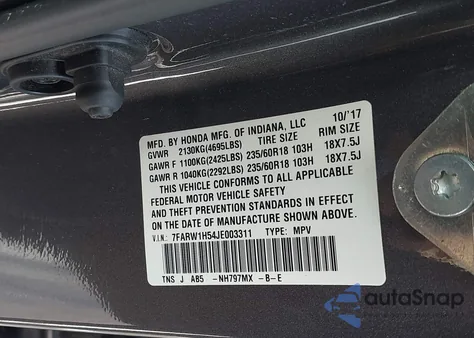 MFD. BY HONDA MFG. OF INDIANA, LLC 10/'17
GVWR 2130KG(4695LBS) TIRE SIZE RIM SIZE
GAWR F 1100KG(2425LBS) 235/60R18 103H 18X7.5J
GAWR R 1040KG(2292LBS) 235/60R18 103H 18X7.5J
THIS VEHICLE CONFORMS TO ALL APPLICABLE
FEDERAL MOTOR VEHICLE SAFETY
AND THEFT PREVENTION STANDARDS IN EFFECT
ON THE DATE OF MANUFACTURE SHOWN ABOVE.
V.I.N: 7FARW1H54JE003311 TYPE: MPV
TNS J A85 -NH797MX -B-E
autoSnap